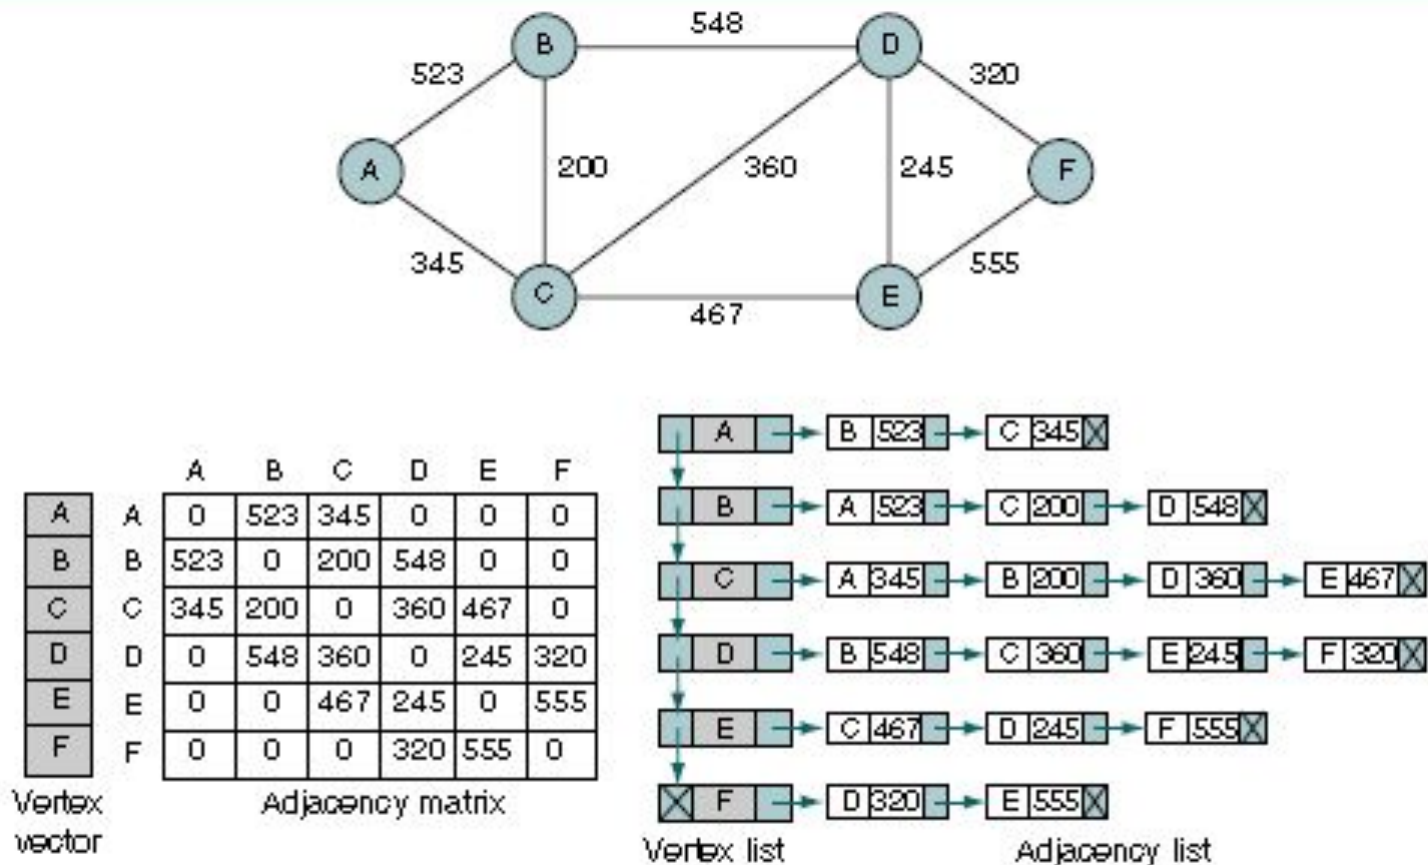 548
B
D
523
320
A
200
360
245
F
345
555
C
E
467
A B C D E F
A A 0 523 345 0 0 0
B B 523 0 200 548 0 0
C C 345 200 0 360 467 0
D D 0 548 360 0 245 320
E E 0 0 467 245 0 555
F F 0 0 0 320 555 0
Vertex
vector
Adjacency matrix
A B 523 C 345
B A 523 C 200 D 548
C A 345 B 200 D 360 E 467
D B 548 C 360 E 245 F 320
E C 467 D 245 F 555
F D 320 E 555
Vertex list
Adjacency list